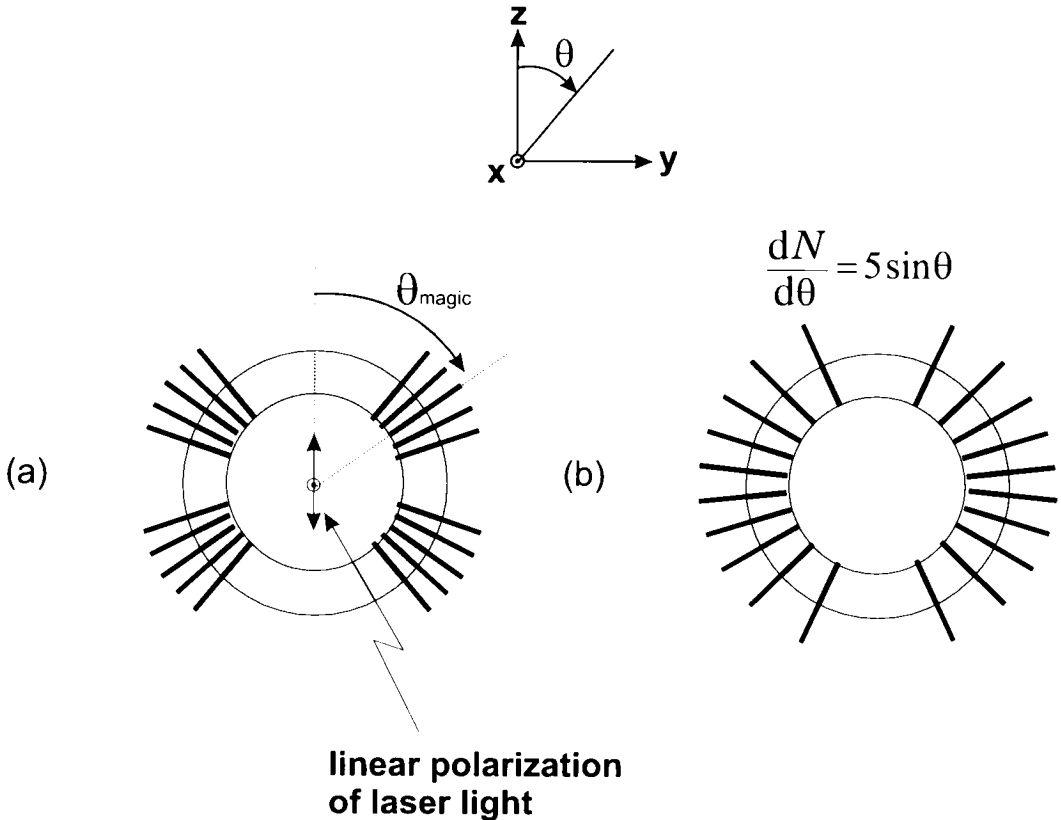 z
θ
x
y
dN/dθ = 5 sinθ
θmagic
(a)
(b)
linear polarization
of laser light